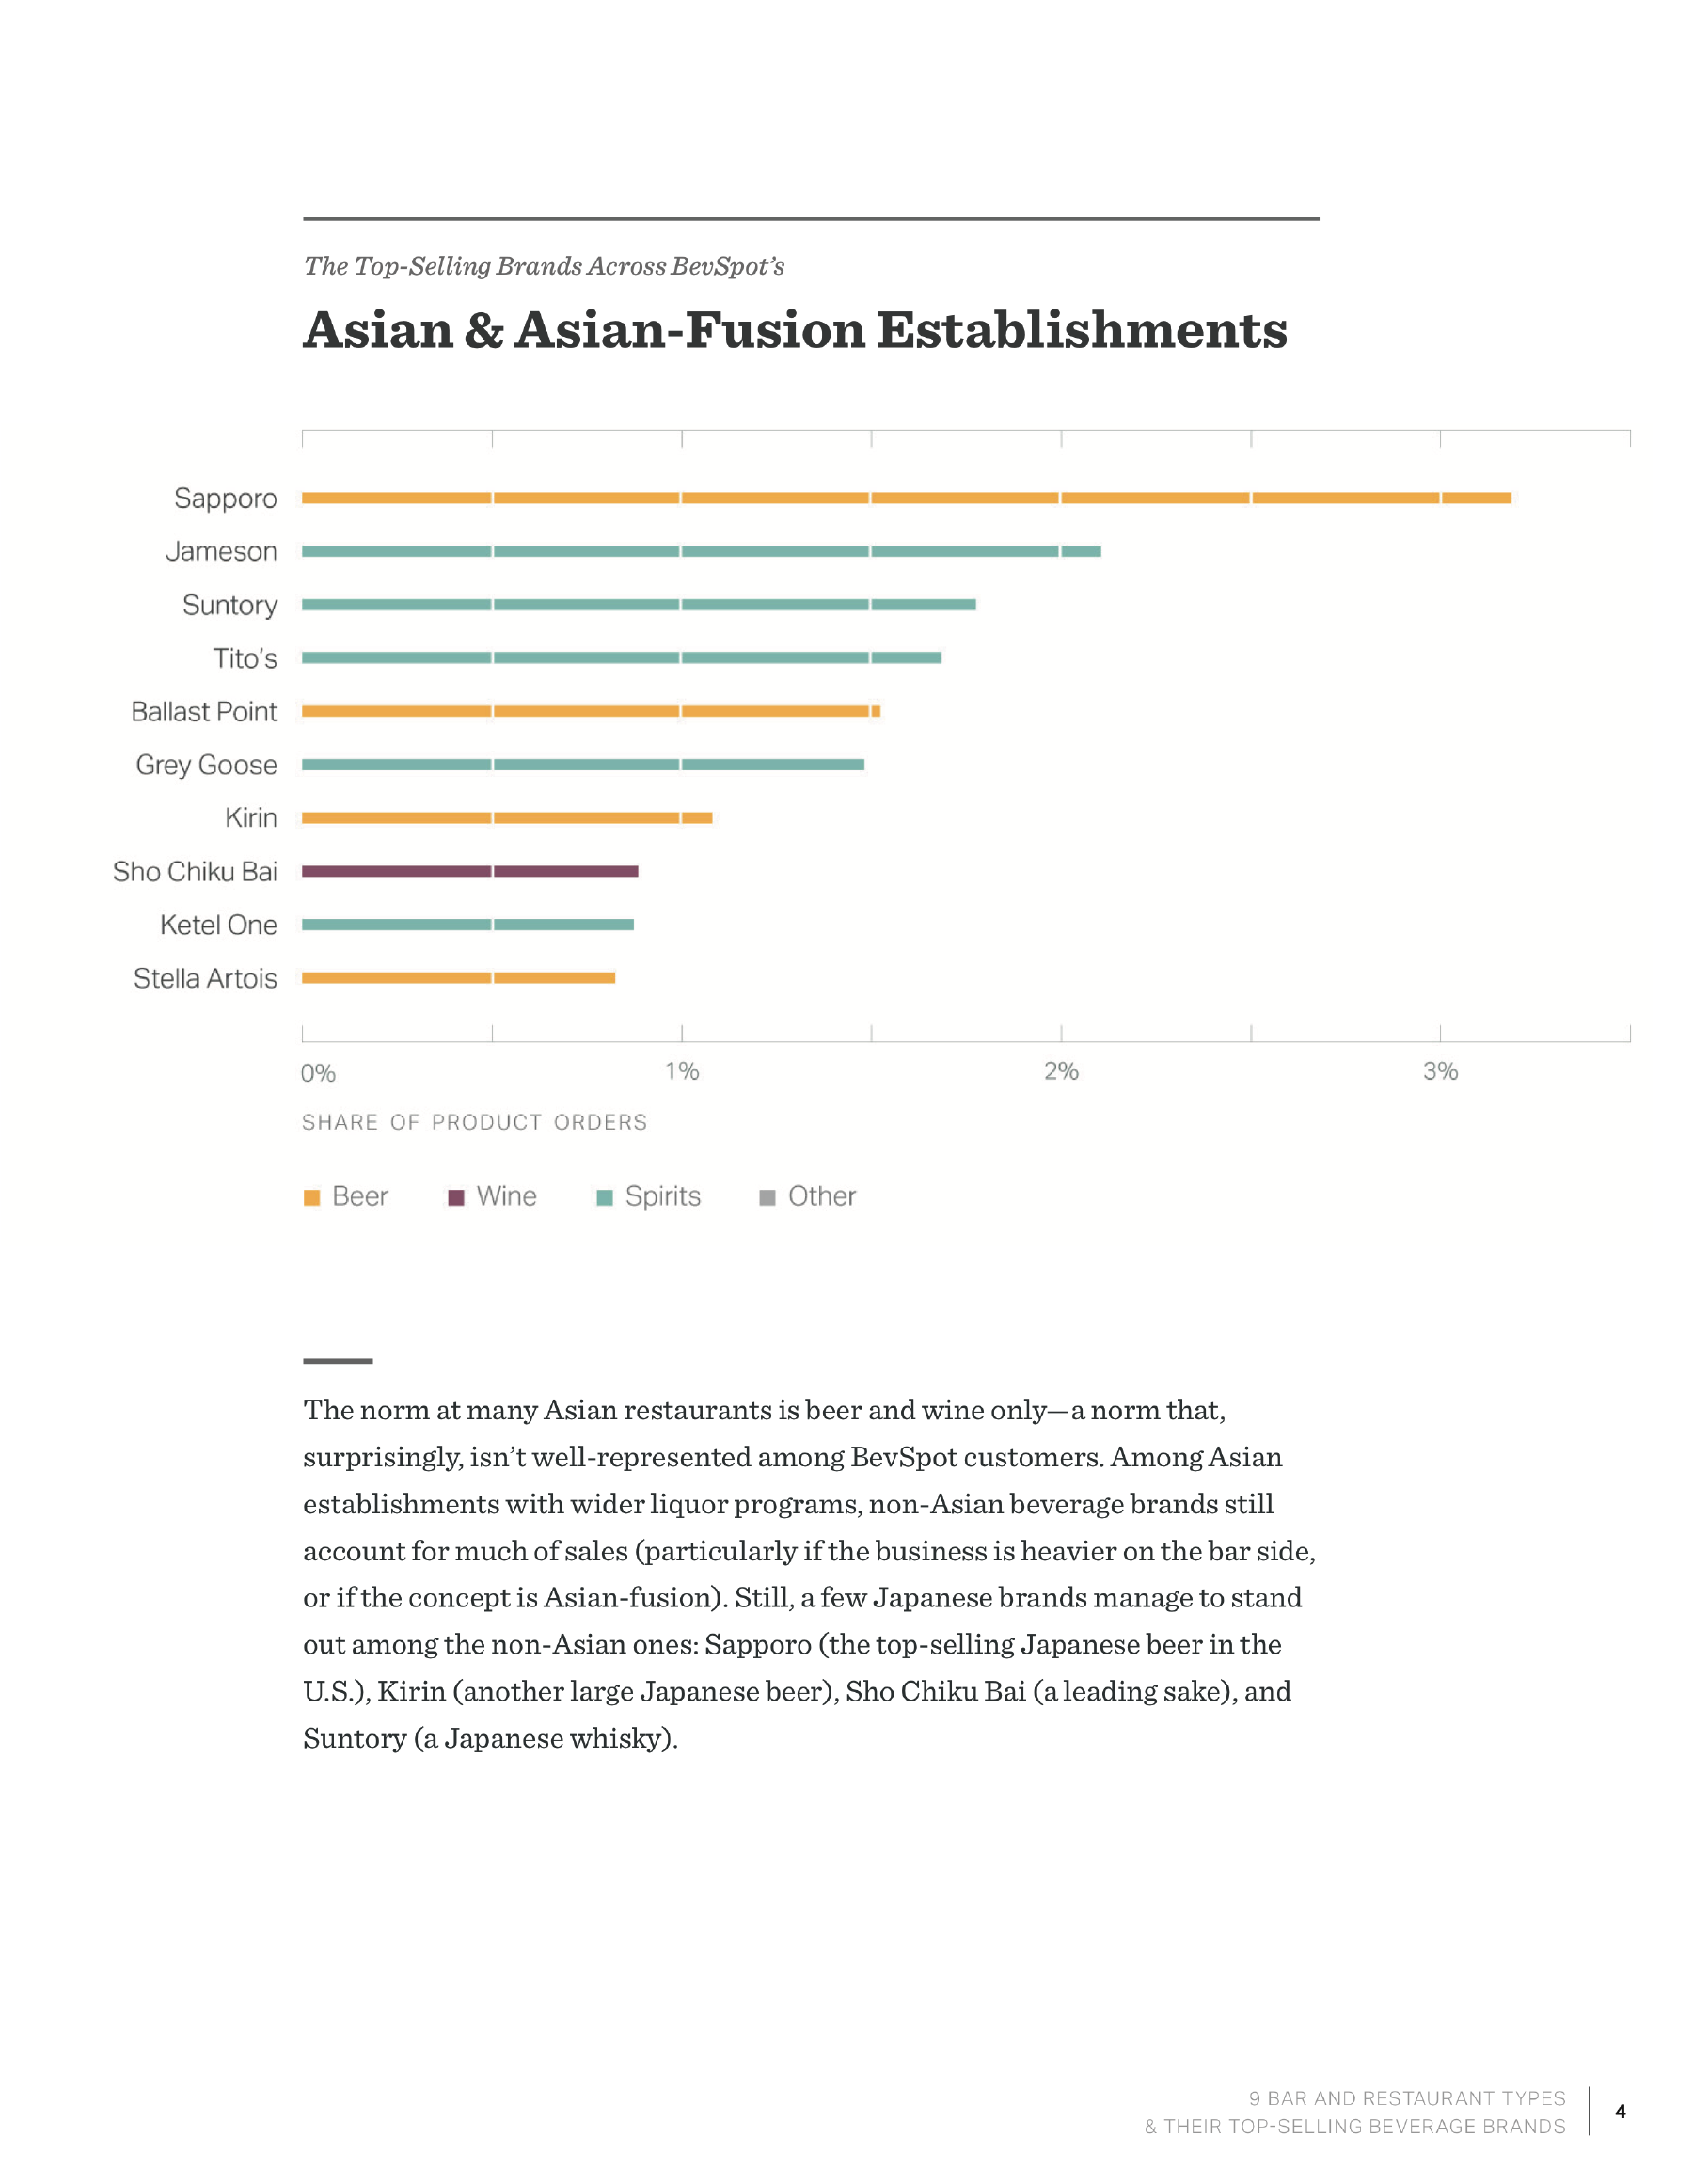 The Top-Selling Brands Across BevSpot’s
Asian & Asian-Fusion Establishments
Sapporo
Jameson
Suntory
Tito’s
Ballast Point
Grey Goose
Kirin
Sho Chiku Bai
Ketel One
Stella Artois
0% 1% 2% 3%
SHARE OF PRODUCT ORDERS
Beer Wine Spirits Other
The norm at many Asian restaurants is beer and wine only—a norm that,
surprisingly, isn’t well-represented among BevSpot customers. Among Asian
establishments with wider liquor programs, non-Asian beverage brands still
account for much of sales (particularly if the business is heavier on the bar side,
or if the concept is Asian-fusion). Still, a few Japanese brands manage to stand
out among the non-Asian ones: Sapporo (the top-selling Japanese beer in the
U.S.), Kirin (another large Japanese beer), Sho Chiku Bai (a leading sake), and
Suntory (a Japanese whisky).
9 BAR AND RESTAURANT TYPES
& THEIR TOP-SELLING BEVERAGE BRANDS
4